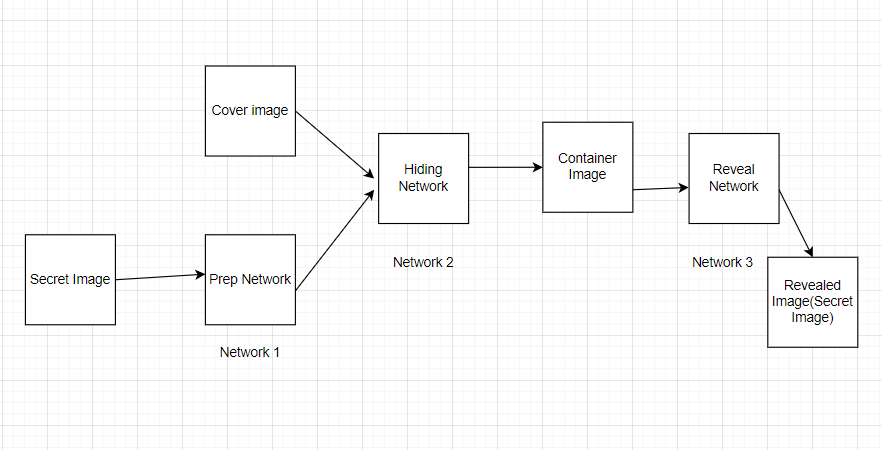 Cover image
Hiding
Network
Container
Image
Reveal
Network
Secret Image
Prep Network
Network 2
Network 3
Revealed
Image(Secret
Image)
Network 1